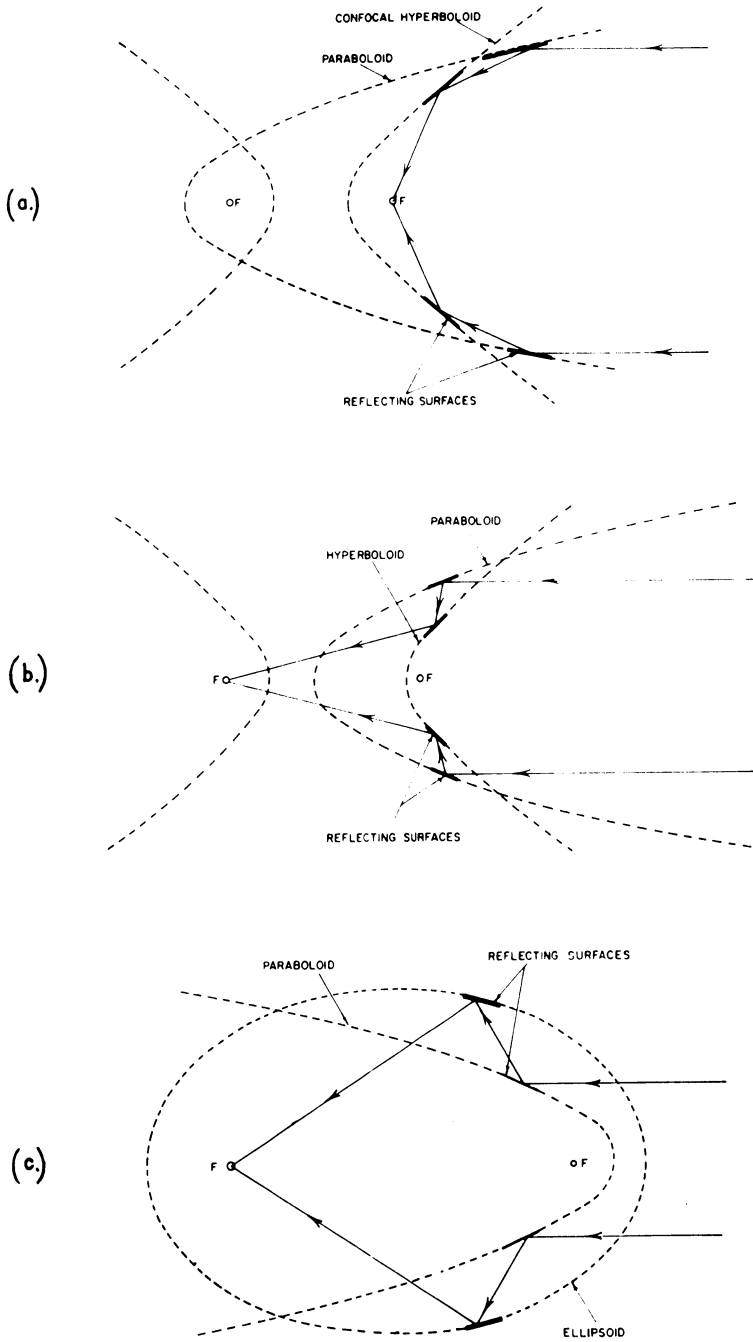 CONFOCAL HYPERBOLOID
PARABOLOID
(a.)
F
F
REFLECTING SURFACES
PARABOLOID
HYPERBOLOID
(b)
F
F
REFLECTING SURFACES
REFLECTING SURFACES
PARABOLOID
(c.)
F
F
ELLIPSOID